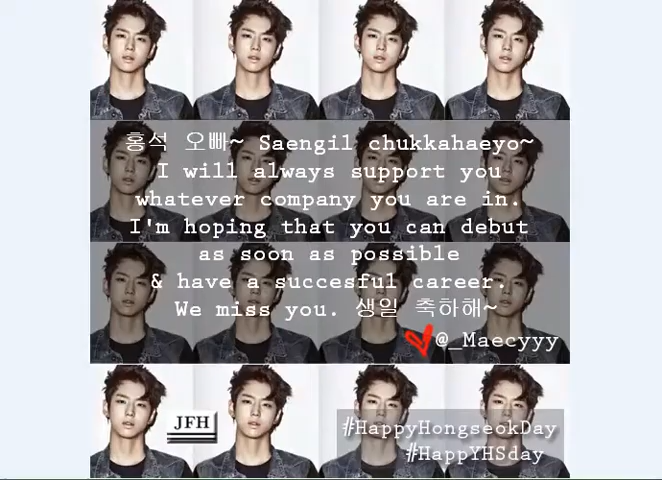 홍석 오빠~ Saengil chukkahaeyo~
I will always support you
whatever company you are in.
I'm hoping that you can debut
as soon as possible
& have a succesful career.
We miss you. 생일 축하해~
@_Maecyyy
JFH
#HappyHongseokDay
#HappYHSday